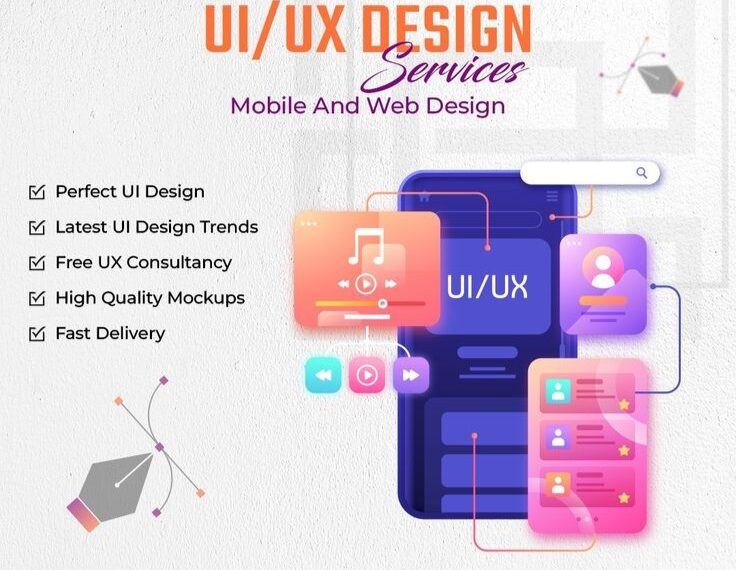 UI/UX DESIGN
Services
Mobile And Web Design
Perfect UI Design
Latest UI Design Trends
Free UX Consultancy
High Quality Mockups
Fast Delivery
UI/UX